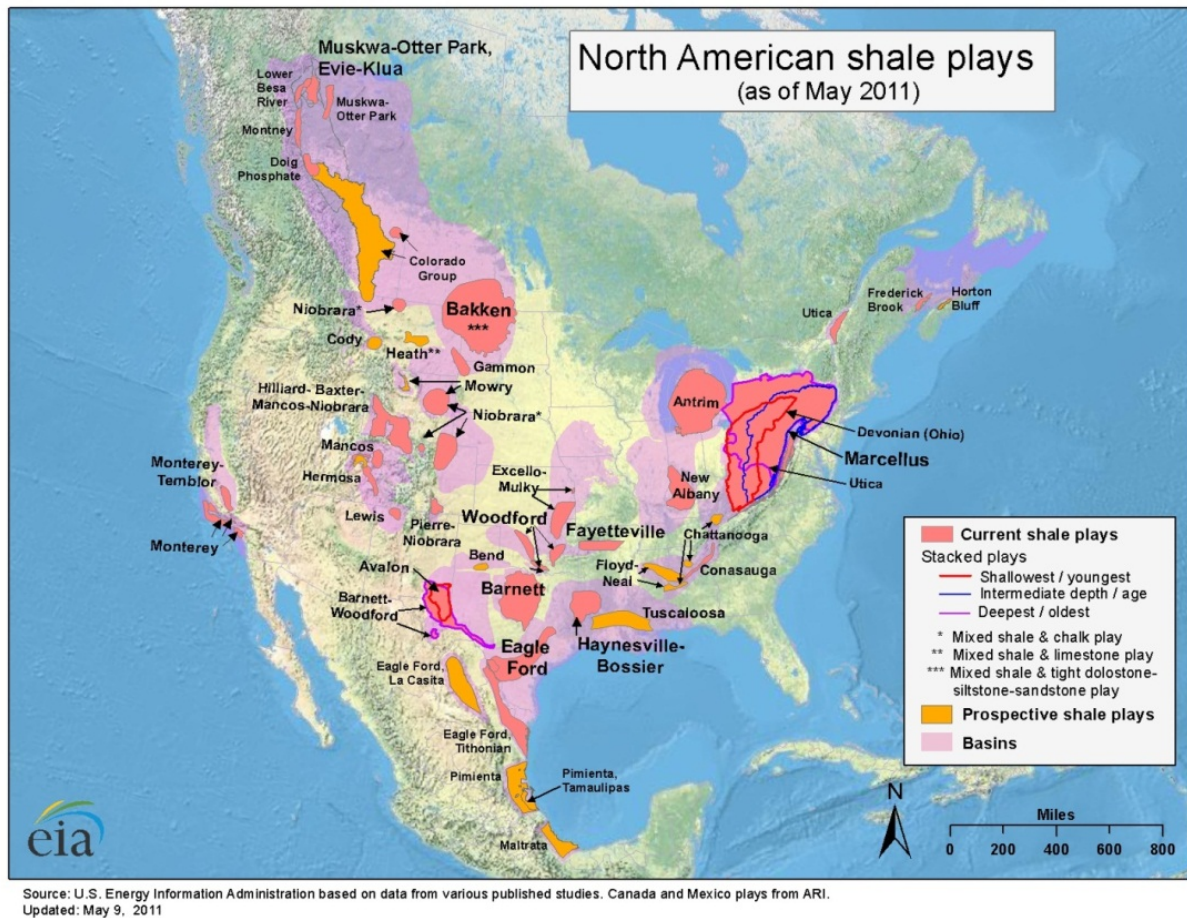 North American shale plays
(as of May 2011)
Muskwa-Otter Park,
Evie-Klua
Lower
Besa
River
Muskwa-
Otter Park
Montney
Doig
Phosphate
Colorado
Group
Niobrara*
Bakken
***
Cody
Heath**
Gammon
Mowry
Hilliard- Baxter-
Mancos-Niobrara
Niobrara*
Mancos
Hermosa
Monterey-
Temblor
Monterey
Lewis
Pierre-
Niobrara
Excello-
Mulky
Woodford
Fayetteville
Bend
Avalon
Barnett
Barnett-
Woodford
Eagle
Ford
Eagle Ford,
La Casita
Eagle Ford,
Tithonian
Pimienta
Pimienta,
Tamaulipas
Maltrata
Antrim
New
Albany
Chattanooga
Floyd-
Neal
Conasauga
Tuscaloosa
Haynesville-
Bossier
Utica
Frederick
Brook
Horton
Bluff
Devonian (Ohio)
Marcellus
Utica
Current shale plays
Stacked plays
Shallowest / youngest
Intermediate depth / age
Deepest / oldest
* Mixed shale & chalk play
** Mixed shale & limestone play
*** Mixed shale & tight dolostone-
siltstone-sandstone play
Prospective shale plays
Basins
N
Miles
0 200 400 600 800
eia
Source: U.S. Energy Information Administration based on data from various published studies. Canada and Mexico plays from ARI.
Updated: May 9, 2011